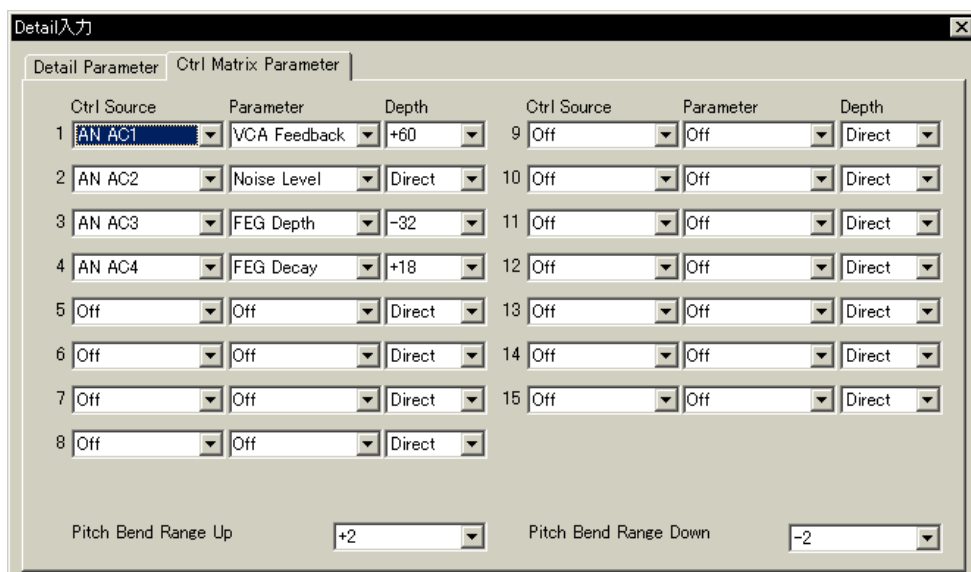 Detail入力
Detail Parameter Ctrl Matrix Parameter
Ctrl Source Parameter Depth Ctrl Source Parameter Depth
1 AN AC1 VCA Feedback +60 9 Off Off Direct
2 AN AC2 Noise Level Direct 10 Off Off Direct
3 AN AC3 FEG Depth -32 11 Off Off Direct
4 AN AC4 FEG Decay +18 12 Off Off Direct
5 Off Off Direct 13 Off Off Direct
6 Off Off Direct 14 Off Off Direct
7 Off Off Direct 15 Off Off Direct
8 Off Off Direct
Pitch Bend Range Up +2 Pitch Bend Range Down -2